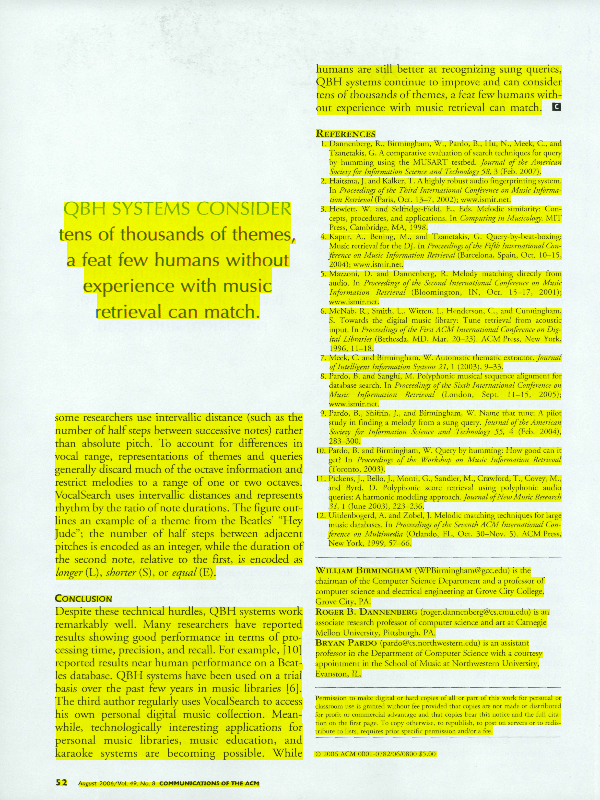 QBH SYSTEMS CONSIDER
tens of thousands of themes,
a feat few humans without
experience with music
retrieval can match.
some researchers use intervallic distance (such as the
number of half steps between successive notes) rather
than absolute pitch. To account for differences in
vocal range, representations of themes and queries
generally discard much of the octave information and
restrict melodies to a range of one or two octaves.
VocalSearch uses intervallic distances and represents
rhythm by the ratio of note durations. The figure out-
lines an example of a theme from the Beatles' "Hey
Jude"; the number of half steps between adjacent
pitches is encoded as an integer, while the duration of
the second note, relative to the first, is encoded as
longer (L), shorter (S), or equal (E).
CONCLUSION
Despite these technical hurdles, QBH systems work
remarkably well. Many researchers have reported
results showing good performance in terms of pro-
cessing time, precision, and recall. For example, [10]
reported results near human performance on a Beat-
les database. QBH systems have been used on a trial
basis over the past few years in music libraries [6].
The third author regularly uses VocalSearch to access
his own personal digital music collection. Mean-
while, technologically interesting applications for
personal music libraries, music education, and
karaoke systems are becoming possible. While
humans are still better at recognizing sung queries,
QBH systems continue to improve and can consider
tens of thousands of themes, a feat few humans with-
out experience with music retrieval can match. C
REFERENCES
1. Dannenberg, R., Birmingham, W., Pardo, B., Hu, N., Meek, C., and
Tzanetakis, G. A comparative evaluation of search techniques for query
by humming using the MUSART testbed. Journal of the American
Society for Information Science and Technology 58, 3 (Feb. 2007).
2. Haitsma, J. and Kalker, T. A highly robust audio fingerprinting system.
In Proceedings of the Third International Conference on Music Informa-
tion Retrieval (Paris, Oct. 13–17, 2002); www.ismir.net.
3. Hewlett, W. and Selfridge-Field, E., Eds. Melodic Similarity: Con-
cepts, procedures, and applications. In Computing in Musicology. MIT
Press, Cambridge, MA, 1998.
4. Kapur, A., Bening, M., and Tzanetakis, G. Query-by-beat-boxing:
Music retrieval for the DJ. In Proceedings of the Fifth International Con-
ference on Music Information Retrieval (Barcelona, Spain, Oct. 10–15,
2004); www.ismir.net.
5. Mazzoni, D. and Dannenberg, R. Melody matching directly from
audio. In Proceedings of the Second International Conference on Music
Information Retrieval (Bloomington, IN, Oct. 15–17, 2001);
www.ismir.net.
6. McNab, R., Smith, L., Witten, I., Henderson, C., and Cunningham,
S. Towards the digital music library: Tune retrieval from acoustic
input. In Proceedings of the First ACM International Conference on Dig-
ital Libraries (Bethesda, MD, Mar. 20–23). ACM Press, New York,
1996, 11–18.
7. Meek, C. and Birmingham, W. Automatic thematic extractor. Journal
of Intelligent Information Systems 21, 1 (2003), 9–33.
8. Pardo, B. and Sanghi, M. Polyphonic musical sequence alignment for
database search. In Proceedings of the Sixth International Conference on
Music Information Retrieval (London, Sept. 11–15, 2005);
www.ismir.net.
9. Pardo, B., Shifrin, J., and Birmingham, W. Name that tune: A pilot
study in finding a melody from a sung query. Journal of the American
Society for Information Science and Technology 55, 4 (Feb. 2004),
283–300.
10. Pardo, B. and Birmingham, W. Query by humming: How good can it
get? In Proceedings of the Workshop on Music Information Retrieval
(Toronto, 2003).
11. Pickens, J., Bello, J., Monti, G., Sandler, M., Crawford, T., Dovey, M.,
and Byrd, D. Polyphonic score retrieval using polyphonic audio
queries: A harmonic modeling approach. Journal of New Music Research
31, 1 (June 2003), 223–236.
12. Uitdenbogerd, A. and Zobel, J. Melodic matching techniques for large
music databases. In Proceedings of the Seventh ACM International Con-
ference on Multimedia (Orlando, FL, Oct. 30–Nov. 5). ACM Press,
New York, 1999, 57–66.
WILLIAM BIRMINGHAM (WPBirmingham@gcc.edu) is the
chairman of the Computer Science Department and a professor of
computer science and electrical engineering at Grove City College,
Grove City, PA.
ROGER B. DANNENBERG (roger.dannenberg@cs.cmu.edu) is an
associate research professor of computer science and art at Carnegie
Mellon University, Pittsburgh, PA.
BRYAN PARDO (pardo@cs.northwestern.edu) is an assistant
professor in the Department of Computer Science with a courtesy
appointment in the School of Music at Northwestern University,
Evanston, IL.
Permission to make digital or hard copies of all or part of this work for personal or
classroom use is granted without fee provided that copies are not made or distributed
for profit or commercial advantage and that copies bear this notice and the full cita-
tion on the first page. To copy otherwise, to republish, to post on servers or to redis-
tribute to lists, requires prior specific permission and/or a fee.
© 2006 ACM 0001-0782/06/0800 $5.00
52 August 2006/Vol. 49, No. 8 COMMUNICATIONS OF THE ACM